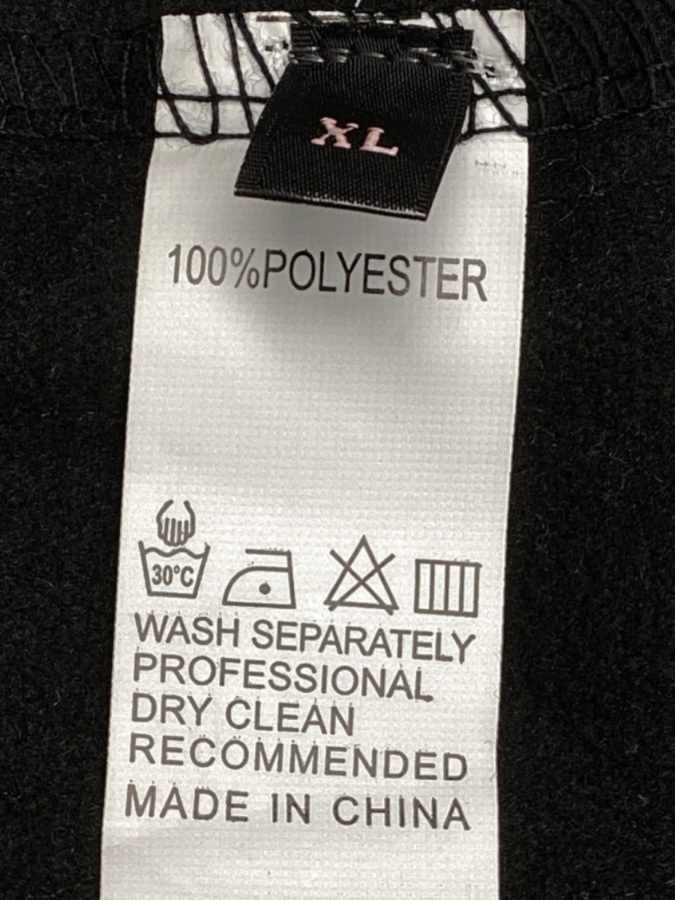 XL
100%POLYESTER
30°C
WASH SEPARATELY
PROFESSIONAL
DRY CLEAN
RECOMMENDED
MADE IN CHINA